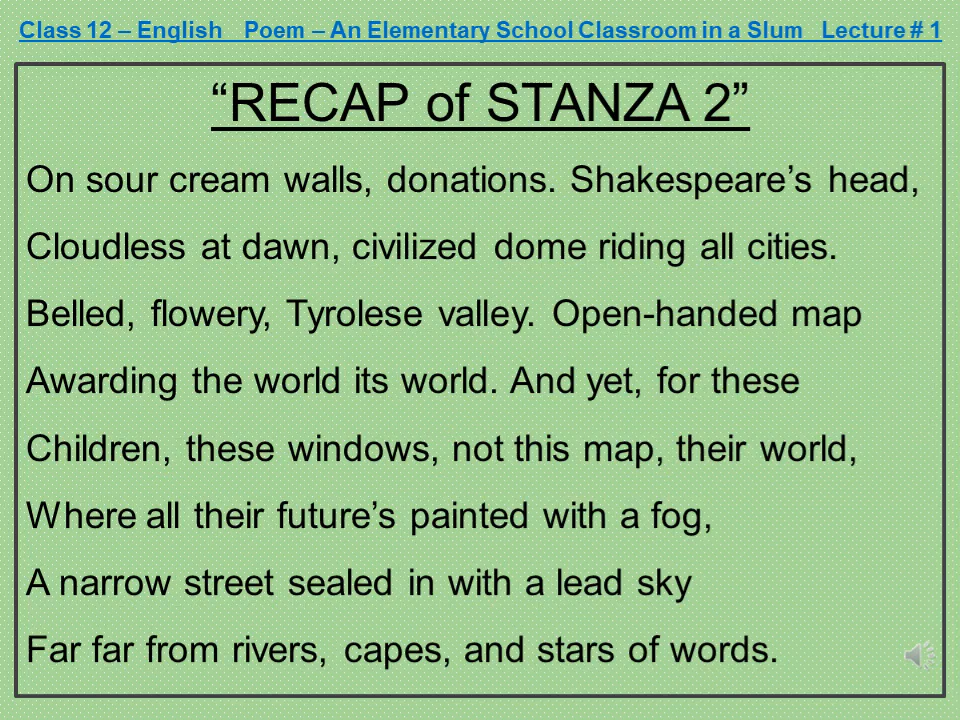 Class 12 – English   Poem – An Elementary School Classroom in a Slum   Lecture # 1
“RECAP of STANZA 2”
On sour cream walls, donations. Shakespeare’s head,
Cloudless at dawn, civilized dome riding all cities.
Belled, flowery, Tyrolese valley. Open-handed map
Awarding the world its world. And yet, for these
Children, these windows, not this map, their world,
Where all their future’s painted with a fog,
A narrow street sealed in with a lead sky
Far far from rivers, capes, and stars of words.